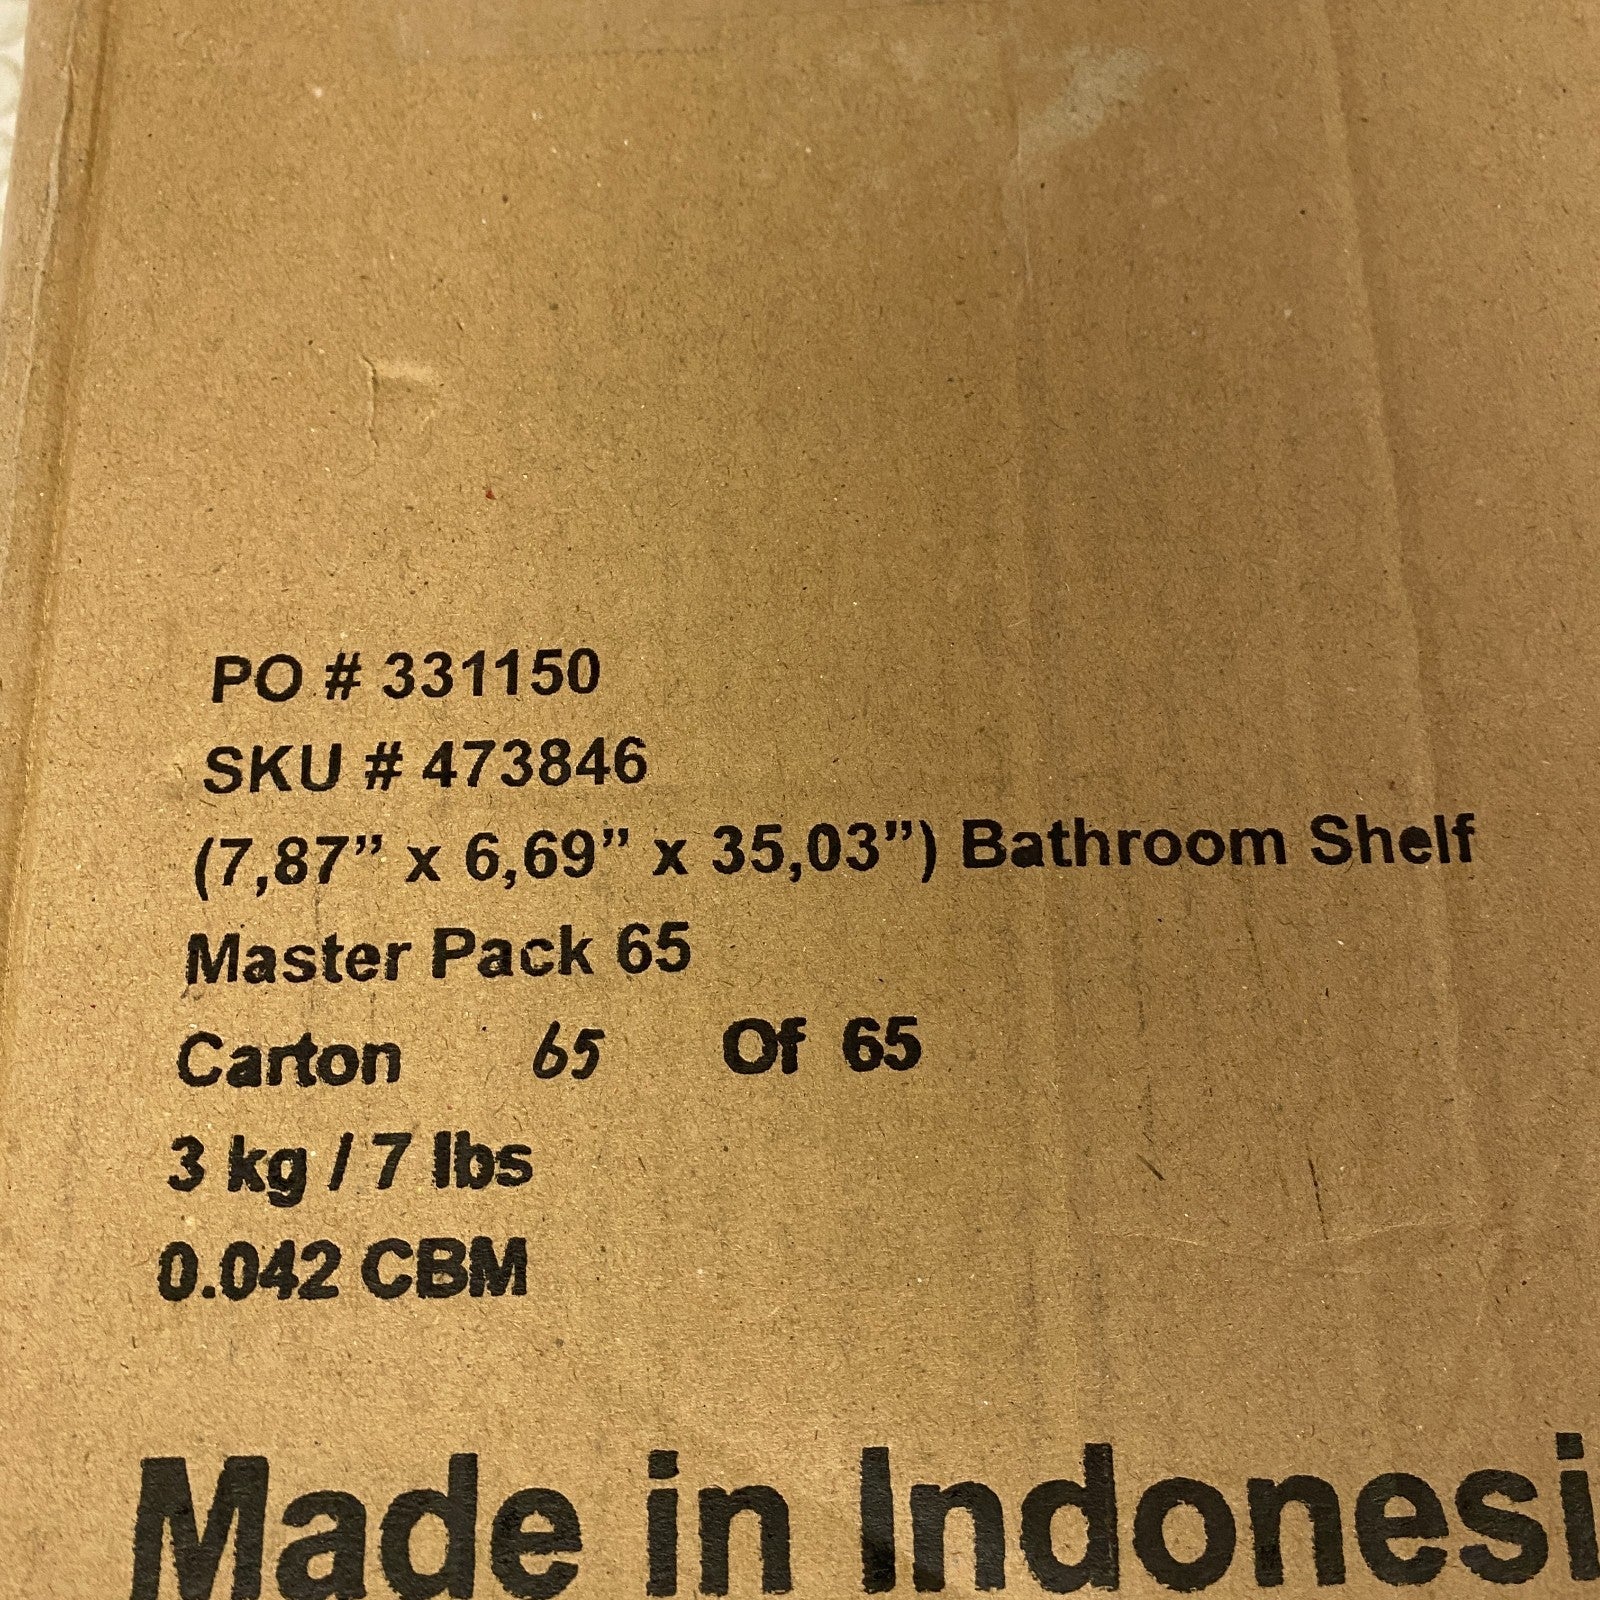 PO # 331150
SKU # 473846
(7,87” x 6,69” x 35,03”) Bathroom Shelf
Master Pack 65
Carton 65 Of 65
3 kg / 7 lbs
0.042 CBM
Made in Indonesi